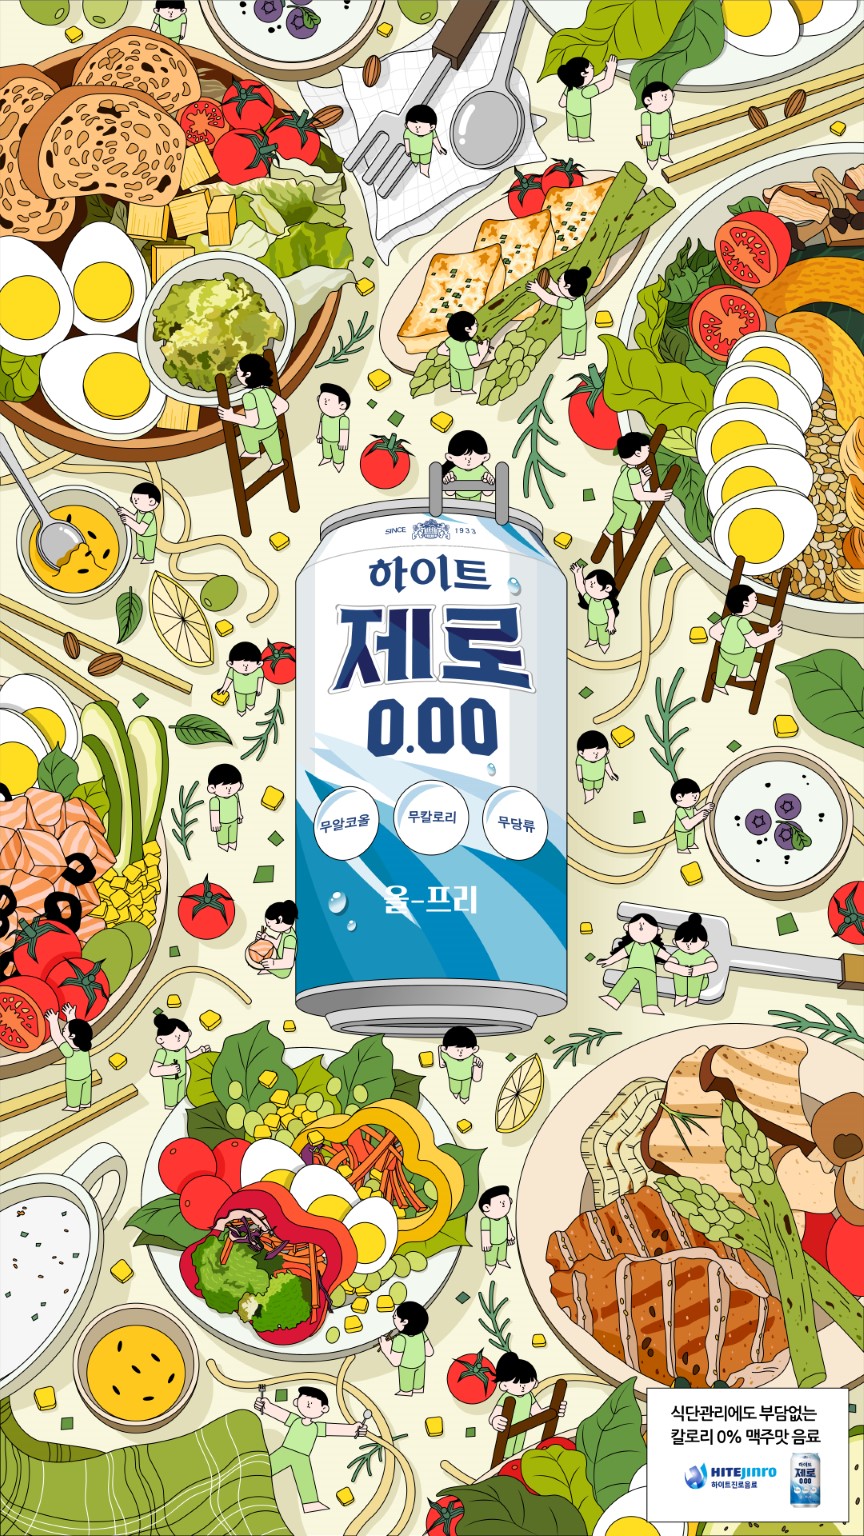 SINCE 1933
하이트
제로
0.00
무알코올 무칼로리 무당류
올-프리
식단관리에도 부담없는
칼로리 0% 맥주맛 음료
HITEJINRO
하이트진로음료
하이트
제로
0.00